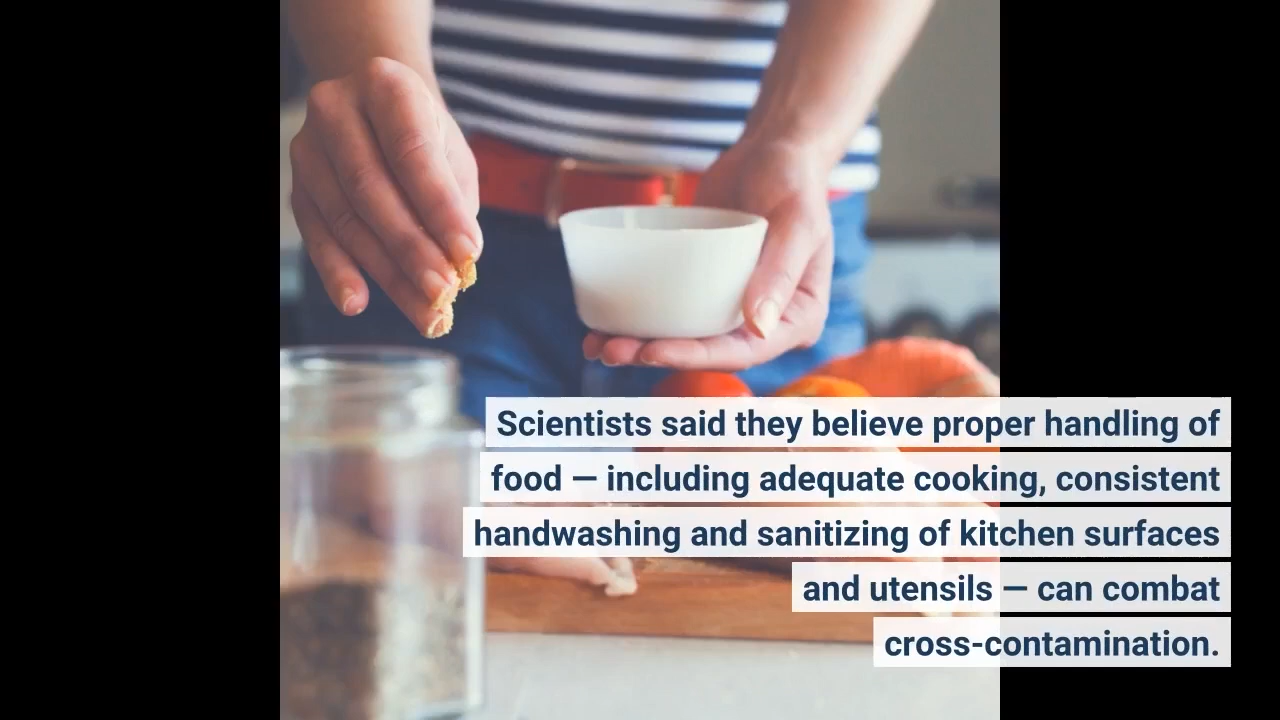 Scientists said they believe proper handling of
food — including adequate cooking, consistent
handwashing and sanitizing of kitchen surfaces
and utensils — can combat
cross-contamination.